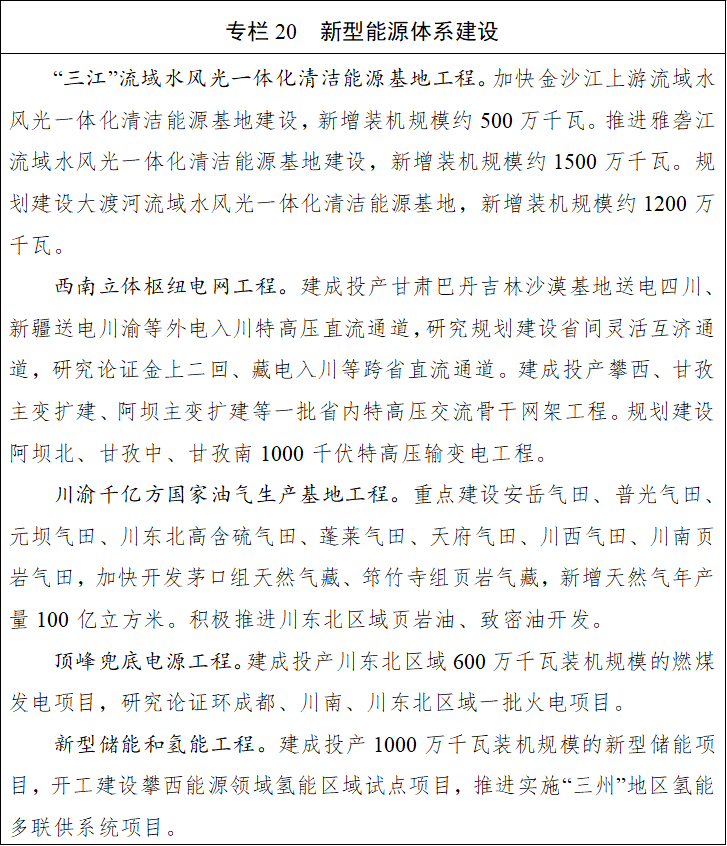 专栏 20　新型能源体系建设
“三江”流域水风光一体化清洁能源基地工程。加快金沙江上游流域水
风光一体化清洁能源基地建设，新增装机规模约 500 万千瓦。推进雅砻江
流域水风光一体化清洁能源基地建设，新增装机规模约 1500 万千瓦。规
划建设大渡河流域水风光一体化清洁能源基地，新增装机规模约 1200 万
千瓦。
西南立体枢纽电网工程。建成投产甘肃巴丹吉林沙漠基地送电四川、
新疆送电川渝等外电入川特高压直流通道，研究规划建设省间灵活互济通
道，研究论证金上二回、藏电入川等跨省直流通道。建成投产攀西、甘孜
主变扩建、阿坝主变扩建等一批省内特高压交流骨干网架工程。规划建设
阿坝北、甘孜中、甘孜南 1000 千伏特高压输变电工程。
川渝千亿方国家油气生产基地工程。重点建设安岳气田、普光气田、
元坝气田、川东北高含硫气田、蓬莱气田、天府气田、川西气田、川南页
岩气田，加快开发茅口组天然气藏、筇竹寺组页岩气藏，新增天然气年产
量 100 亿立方米。积极推进川东北区域页岩油、致密油开发。
顶峰兜底电源工程。建成投产川东北区域 600 万千瓦装机规模的燃煤
发电项目，研究论证环成都、川南、川东北区域一批火电项目。
新型储能和氢能工程。建成投产 1000 万千瓦装机规模的新型储能项
目，开工建设攀西能源领域氢能区域试点项目，推进实施“三州”地区氢能
多联供系统项目。